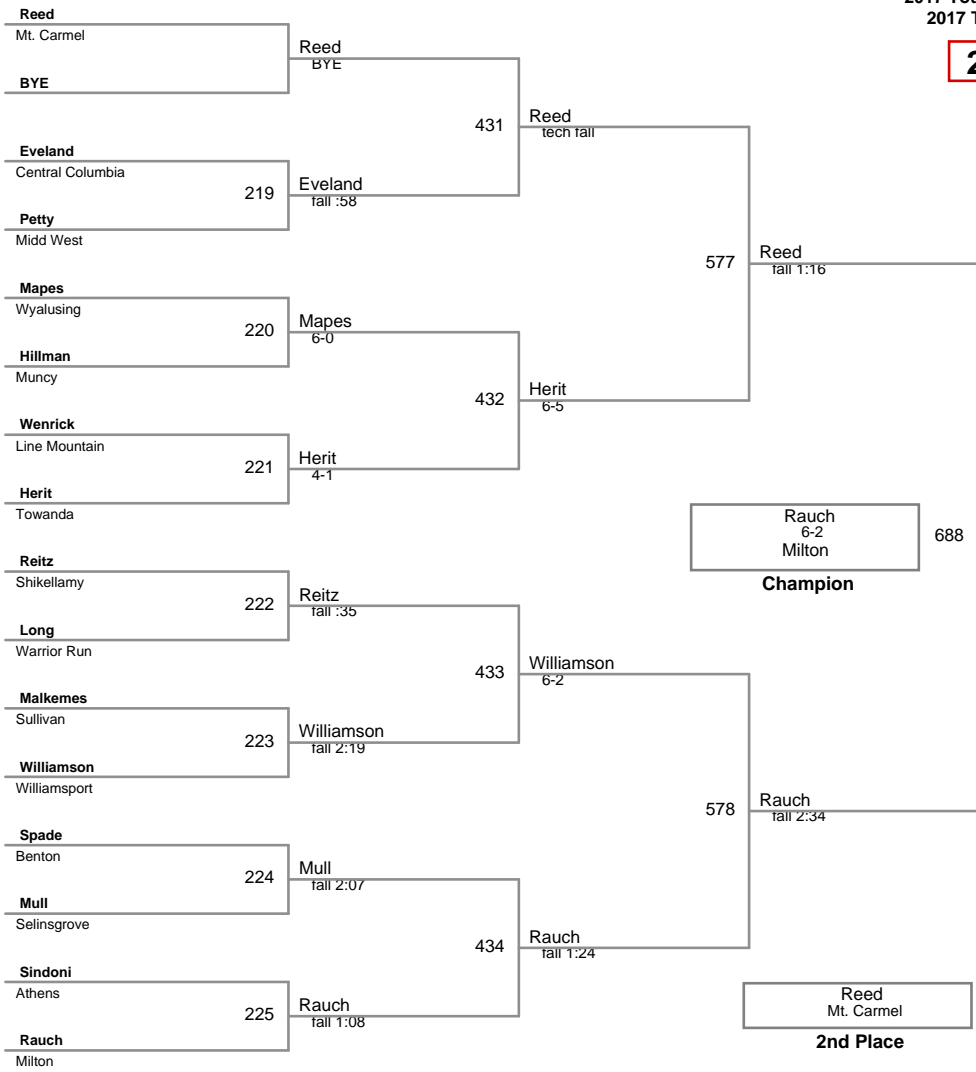 2017
2017 T
2
Reed
Mt. Carmel
BYE
Reed
BYE
Eveland
Central Columbia
Petty
Midd West
219
Eveland
fall :58
431
Reed
tech fall
Mapes
Wyalusing
Hillman
Muncy
220
Mapes
6-0
Wenrick
Line Mountain
Herit
Towanda
221
Herit
4-1
432
Herit
6-5
577
Reed
fall 1:16
Rauch
6-2
Milton
688
Champion
Reitz
Shikellamy
Long
Warrior Run
222
Reitz
fall :35
Malkemes
Sullivan
Williamson
Williamsport
223
Williamson
fall 2:19
433
Williamson
6-2
Spade
Benton
Mull
Selinsgrove
224
Mull
fall 2:07
Sindoni
Athens
Rauch
Milton
225
Rauch
fall 1:08
434
Rauch
fall 1:24
578
Rauch
fall 2:34
Reed
Mt. Carmel
2nd Place